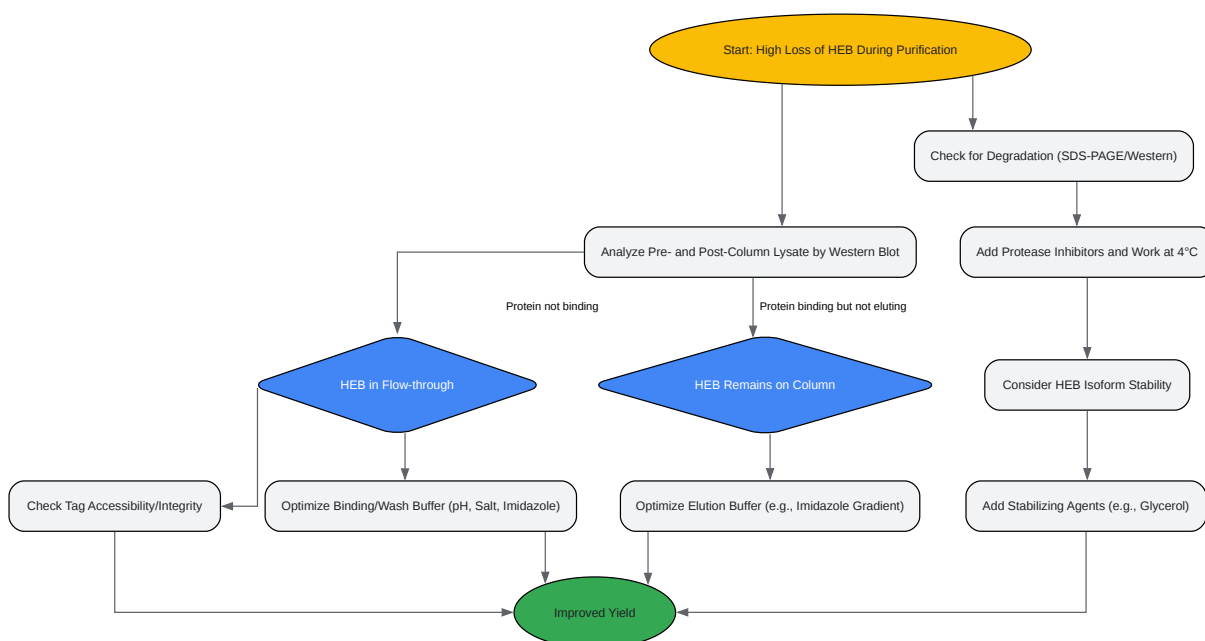 Start: High Loss of HEB During Purification
Check for Degradation (SDS-PAGE/Western)
Analyze Pre- and Post-Column Lysate by Western Blot
Add Protease Inhibitors and Work at 4°C
Protein not binding
Protein binding but not eluting
HEB in Flow-through
HEB Remains on Column
Consider HEB Isoform Stability
Check Tag Accessibility/Integrity
Optimize Binding/Wash Buffer (pH, Salt, Imidazole)
Optimize Elution Buffer (e.g., Imidazole Gradient)
Add Stabilizing Agents (e.g., Glycerol)
Improved Yield